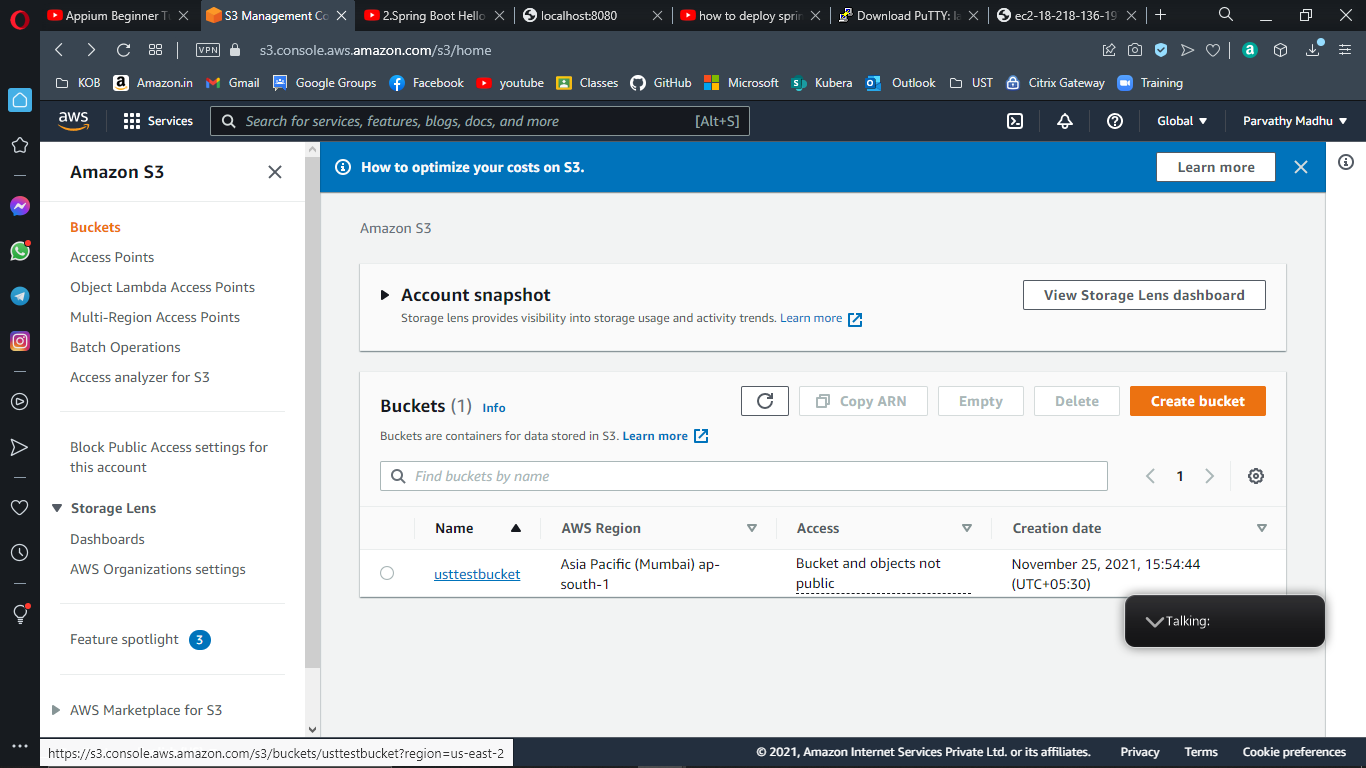 Appium Beginner Tu
S3 Management Co
2.Spring Boot Hello
localhost:8080
how to deploy sprin
Download PuTTY: la
ec2-18-218-136-19
VPN
s3.console.aws.amazon.com/s3/home
KOB
Amazon.in
Gmail
Google Groups
Facebook
youtube
Classes
GitHub
Microsoft
Kubera
Outlook
UST
Citrix Gateway
Training
aws
Services
Search for services, features, blogs, docs, and more
[Alt+S]
Global
Parvathy Madhu
Amazon S3
Buckets
Access Points
Object Lambda Access Points
Multi-Region Access Points
Batch Operations
Access analyzer for S3
Block Public Access settings for
this account
Storage Lens
Dashboards
AWS Organizations settings
Feature spotlight 3
AWS Marketplace for S3
How to optimize your costs on S3.
Learn more
Amazon S3
Account snapshot
Storage lens provides visibility into storage usage and activity trends. Learn more
View Storage Lens dashboard
Buckets (1) Info
Copy ARN
Empty
Delete
Create bucket
Buckets are containers for data stored in S3. Learn more
Find buckets by name
1
Name
AWS Region
Access
Creation date
usttestbucket
Asia Pacific (Mumbai) ap-
south-1
Bucket and objects not
public
November 25, 2021, 15:54:44
(UTC+05:30)
Talking:
https://s3.console.aws.amazon.com/s3/buckets/usttestbucket?region=us-east-2
© 2021, Amazon Internet Services Private Ltd. or its affiliates.
Privacy
Terms
Cookie preferences